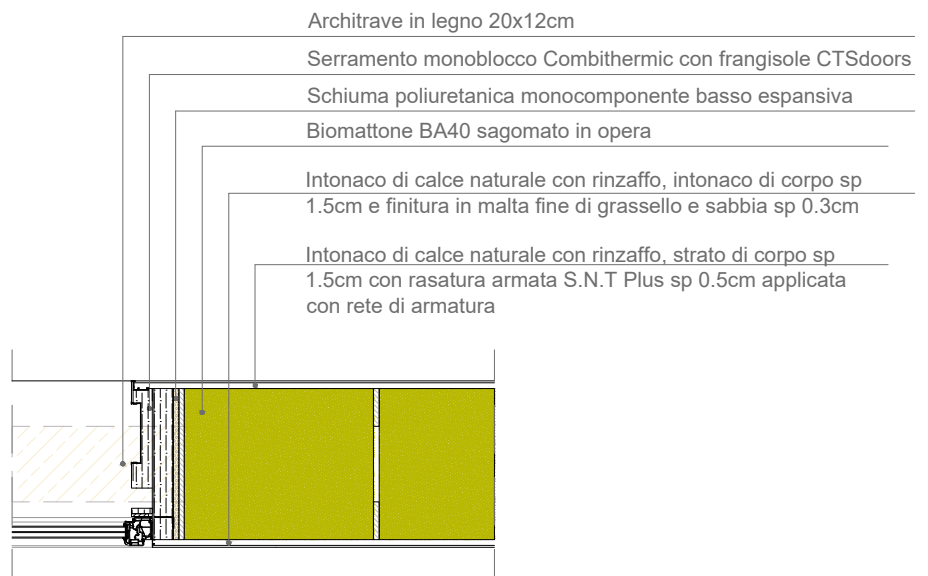 Architrave in legno 20x12cm
Serramento monoblocco Combithermic con frangisole CTSdoors
Schiuma poliuretanica monocomponente basso espansiva
Biomattone BA40 sagomato in opera
Intonaco di calce naturale con rinzaffo, intonaco di corpo sp
1.5cm e finitura in malta fine di grassello e sabbia sp 0.3cm
Intonaco di calce naturale con rinzaffo, strato di corpo sp
1.5cm con rasatura armata S.N.T Plus sp 0.5cm applicata
con rete di armatura